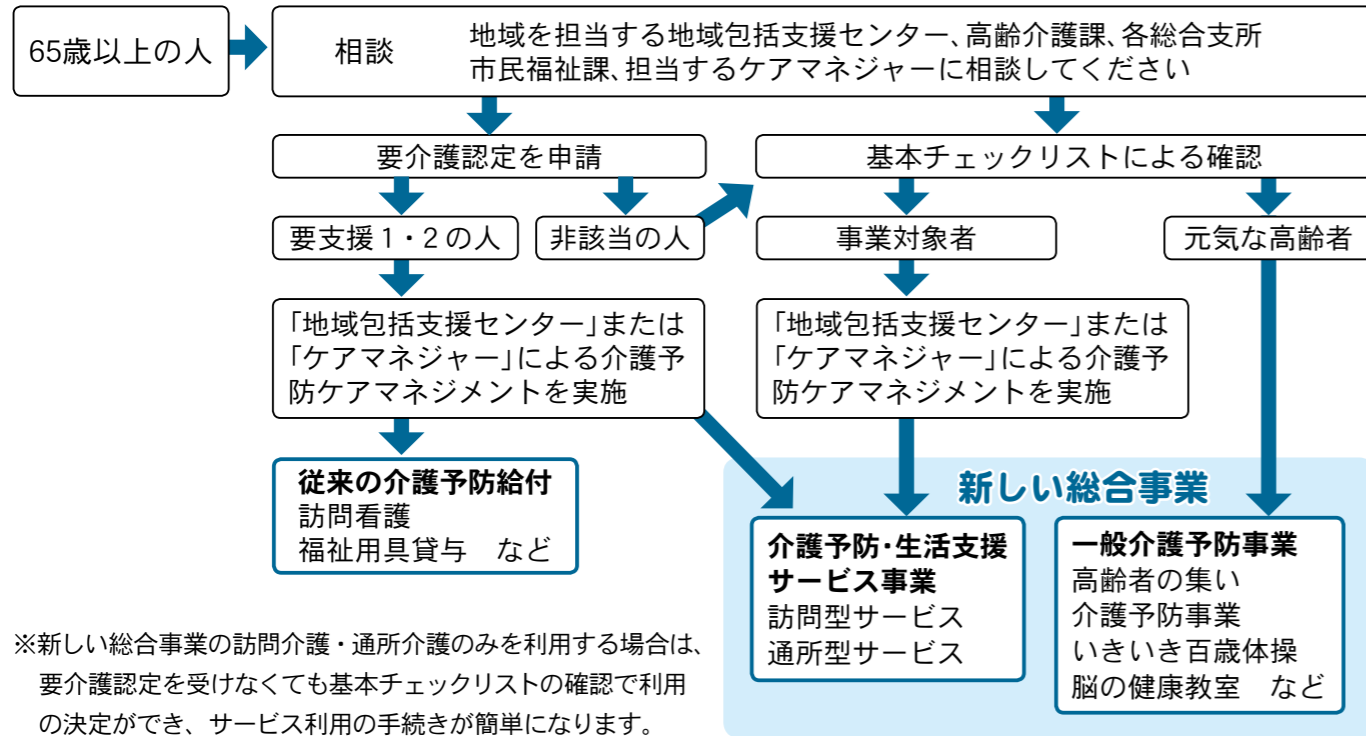 65歳以上の人
相談
地域を担当する地域包括支援センター、高齢介護課、各総合支所
市民福祉課、担当するケアマネジャーに相談してください
要介護認定を申請
基本チェックリストによる確認
要支援1・2の人
非該当の人
事業対象者
元気な高齢者
「地域包括支援センター」または
「ケアマネジャー」による介護予
防ケアマネジメントを実施
「地域包括支援センター」または
「ケアマネジャー」による介護予
防ケアマネジメントを実施
従来の介護予防給付
訪問看護
福祉用具貸与　など
新しい総合事業
介護予防・生活支援
サービス事業
訪問型サービス
通所型サービス
一般介護予防事業
高齢者の集い
介護予防事業
いきいき百歳体操
脳の健康教室　など
※新しい総合事業の訪問介護・通所介護のみを利用する場合は、
要介護認定を受けなくても基本チェックリストの確認で利用
の決定ができ、サービス利用の手続きが簡単になります。